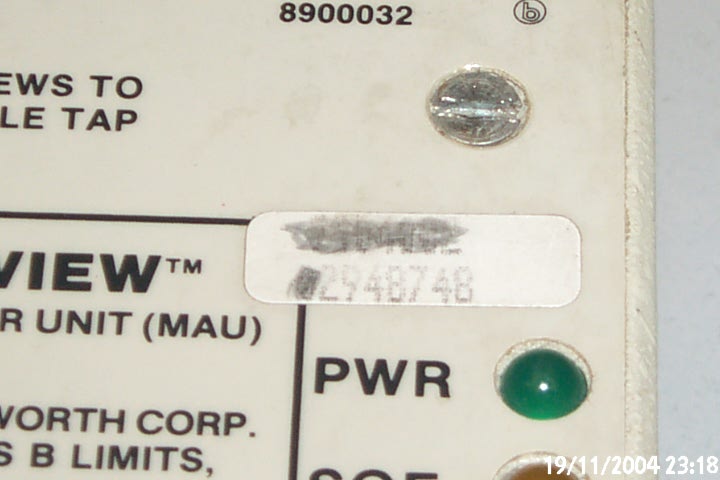 8900032
b
EWS TO
LE TAP
VIEW™
R UNIT (MAU)
2948748
PWR
WORTH CORP.
S B LIMITS,
19/11/2004 23:18